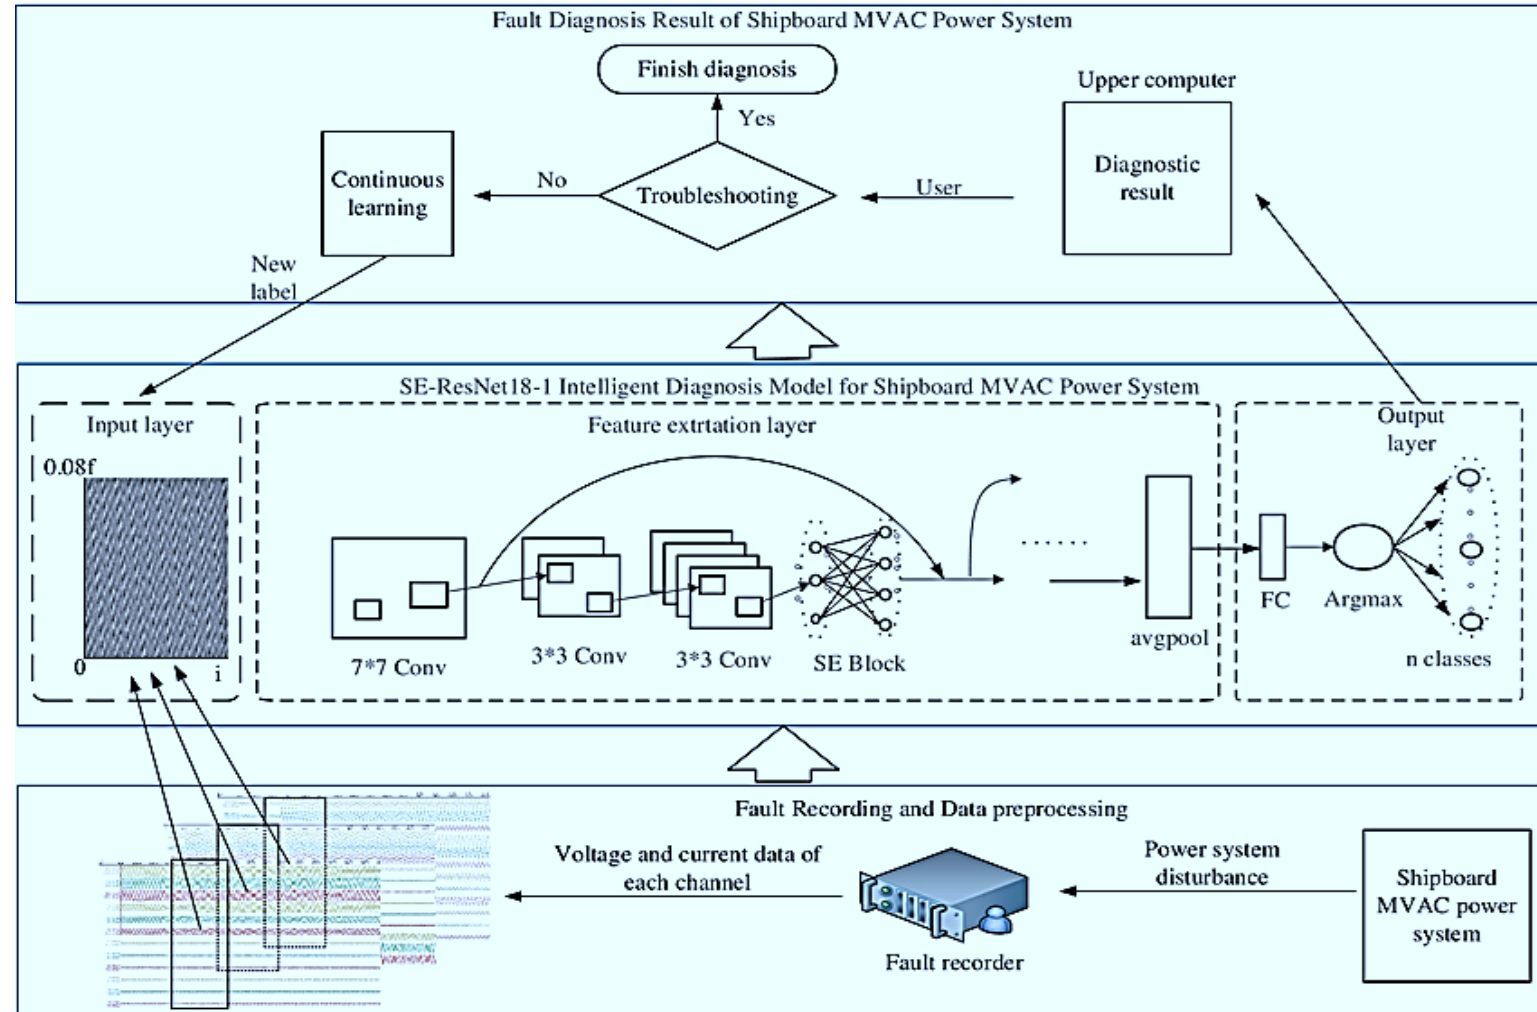 Fault Diagnosis Result of Shipboard MVAC Power System
Finish diagnosis
Upper computer
Yes
Continuous
learning
No
Troubleshooting
User
Diagnostic
result
New
label
SE-ResNet18-1 Intelligent Diagnosis Model for Shipboard MVAC Power System
Input layer
0.08f
0
i
Feature extrtation layer
Output
layer
7*7 Conv
3*3 Conv
3*3 Conv
SE Block
avgpool
FC
Argmax
n classes
Fault Recording and Data preprocessing
Voltage and current data of
each channel
Fault recorder
Power system
disturbance
Shipboard
MVAC power
system